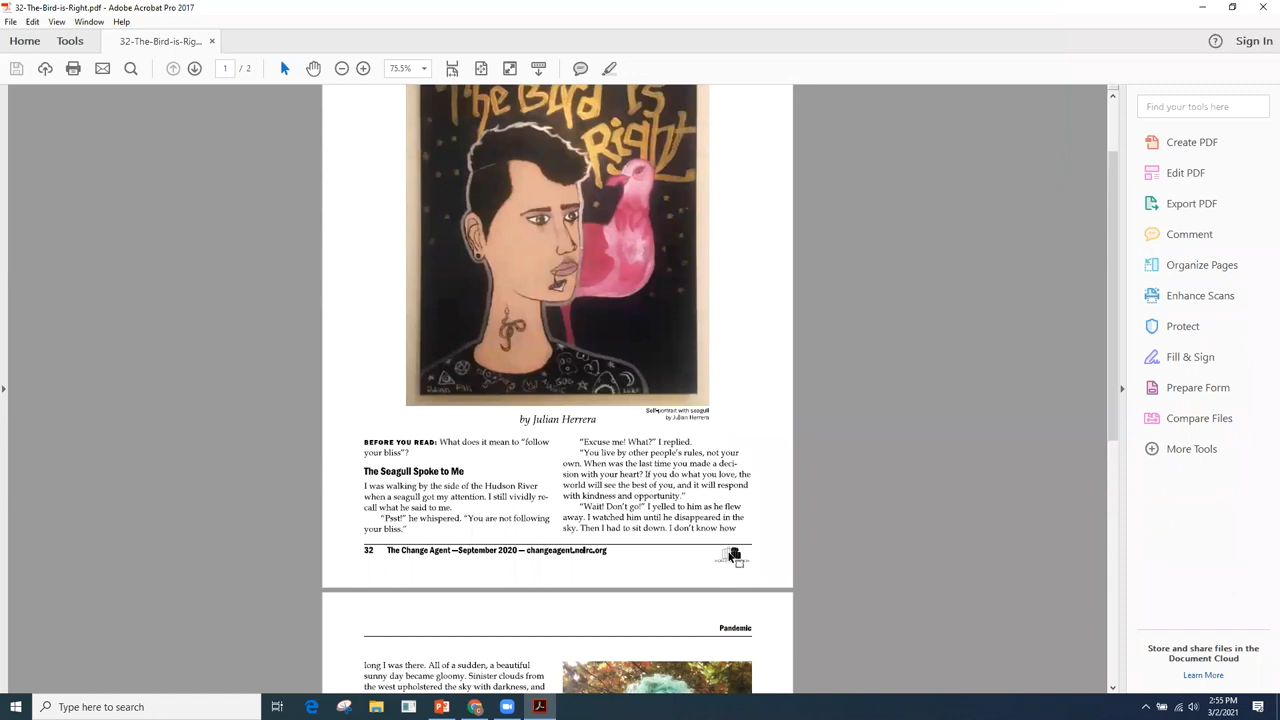 32-The-Bird-is-Right.pdf - Adobe Acrobat Pro 2017
File Edit View Window Help
Home Tools 32-The-Bird-is-Rig... × Sign In
1 / 2 75.5%
Find your tools here
Create PDF
Edit PDF
Export PDF
Comment
Organize Pages
Enhance Scans
Protect
Fill & Sign
Prepare Form
Compare Files
More Tools
Store and share files in the
Document Cloud
Learn More
The Bird is
Right
Self-portrait with seagull
by Julian Herrera
by Julian Herrera
BEFORE YOU READ: What does it mean to “follow
your bliss”?
The Seagull Spoke to Me
I was walking by the side of the Hudson River
when a seagull got my attention. I still vividly re-
call what he said to me.
“Psst!” he whispered. “You are not following
your bliss.”
“Excuse me! What?” I replied.
“You live by other people’s rules, not your
own. When was the last time you made a deci-
sion with your heart? If you do what you love, the
world will see the best of you, and it will respond
with kindness and opportunity.”
“Wait! Don’t go!” I yelled to him as he flew
away. I watched him until he disappeared in the
sky. Then I had to sit down. I don’t know how
32 The Change Agent —September 2020 — changeagent.nelrc.org
Pandemic
long I was there. All of a sudden, a beautiful
sunny day became gloomy. Sinister clouds from
the west upholstered the sky with darkness, and
Type here to search
2:55 PM
3/2/2021